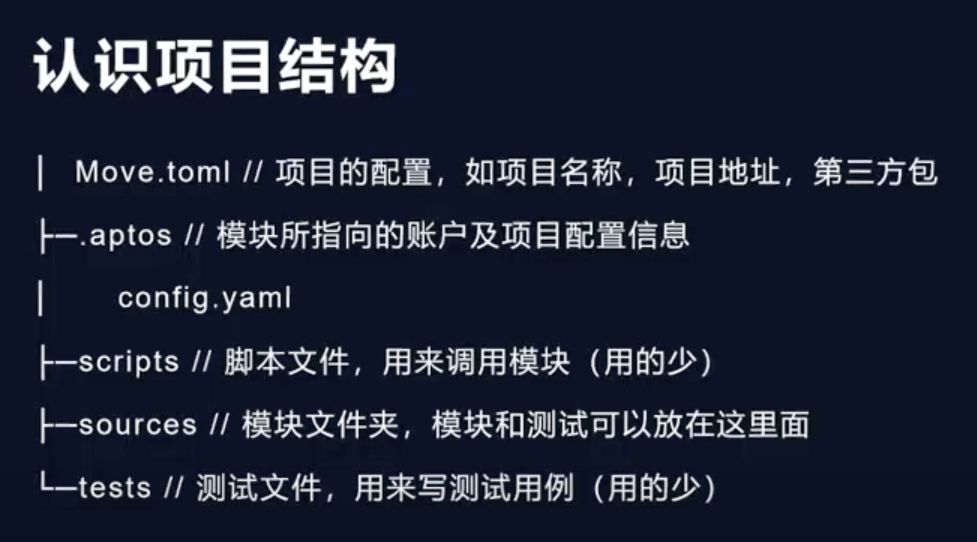 认识项目结构
│ Move.toml // 项目的配置，如项目名称，项目地址，第三方包
├─.aptos // 模块所指向的账户及项目配置信息
│ config.yaml
├─scripts // 脚本文件，用来调用模块（用的少）
├─sources // 模块文件夹，模块和测试可以放在这里面
└─tests // 测试文件，用来写测试用例（用的少）